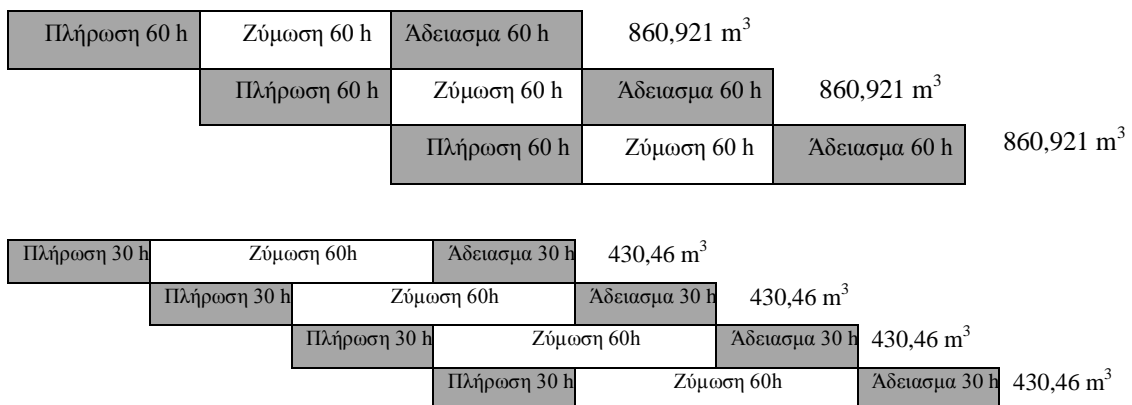 Πλήρωση 60 h Ζύμωση 60 h Άδειασμα 60 h 860,921 m³
Πλήρωση 60 h Ζύμωση 60 h Άδειασμα 60 h 860,921 m³
Πλήρωση 60 h Ζύμωση 60 h Άδειασμα 60 h 860,921 m³
Πλήρωση 30 h Ζύμωση 60h Άδειασμα 30 h 430,46 m³
Πλήρωση 30 h Ζύμωση 60h Άδειασμα 30 h 430,46 m³
Πλήρωση 30 h Ζύμωση 60h Άδειασμα 30 h 430,46 m³
Πλήρωση 30 h Ζύμωση 60h Άδειασμα 30 h 430,46 m³